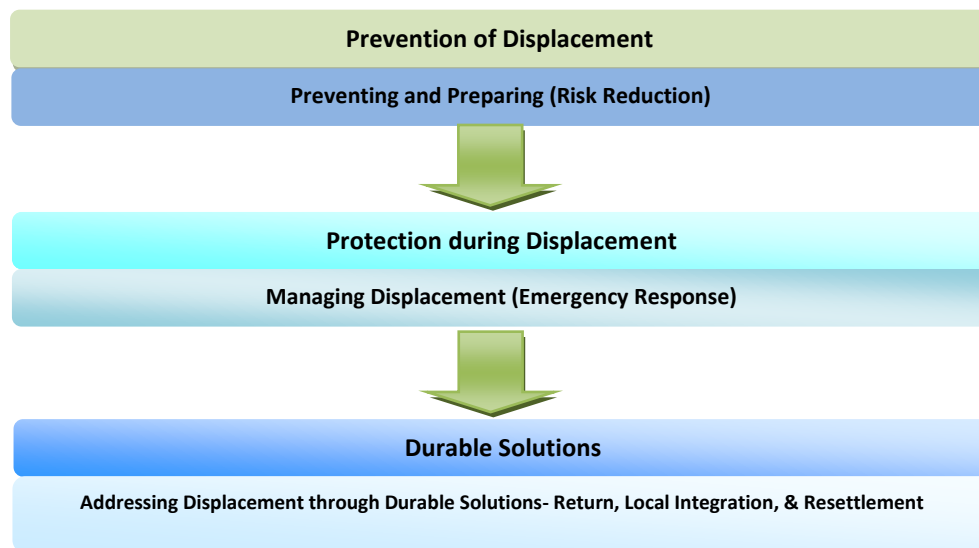 Prevention of Displacement
Preventing and Preparing (Risk Reduction)
Protection during Displacement
Managing Displacement (Emergency Response)
Durable Solutions
Addressing Displacement through Durable Solutions- Return, Local Integration, & Resettlement